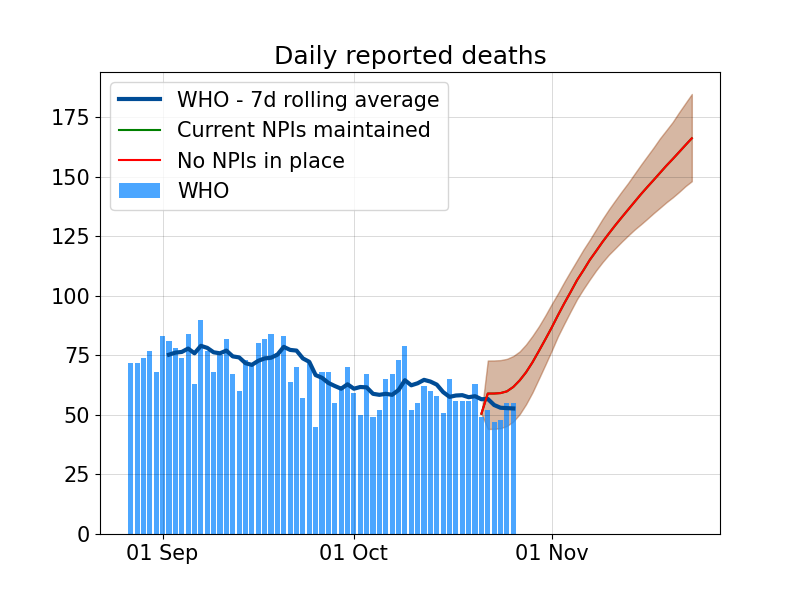 Daily reported deaths
WHO - 7d rolling average
Current NPIs maintained
No NPIs in place
WHO
175
150
125
100
75
50
25
0
01 Sep
01 Oct
01 Nov